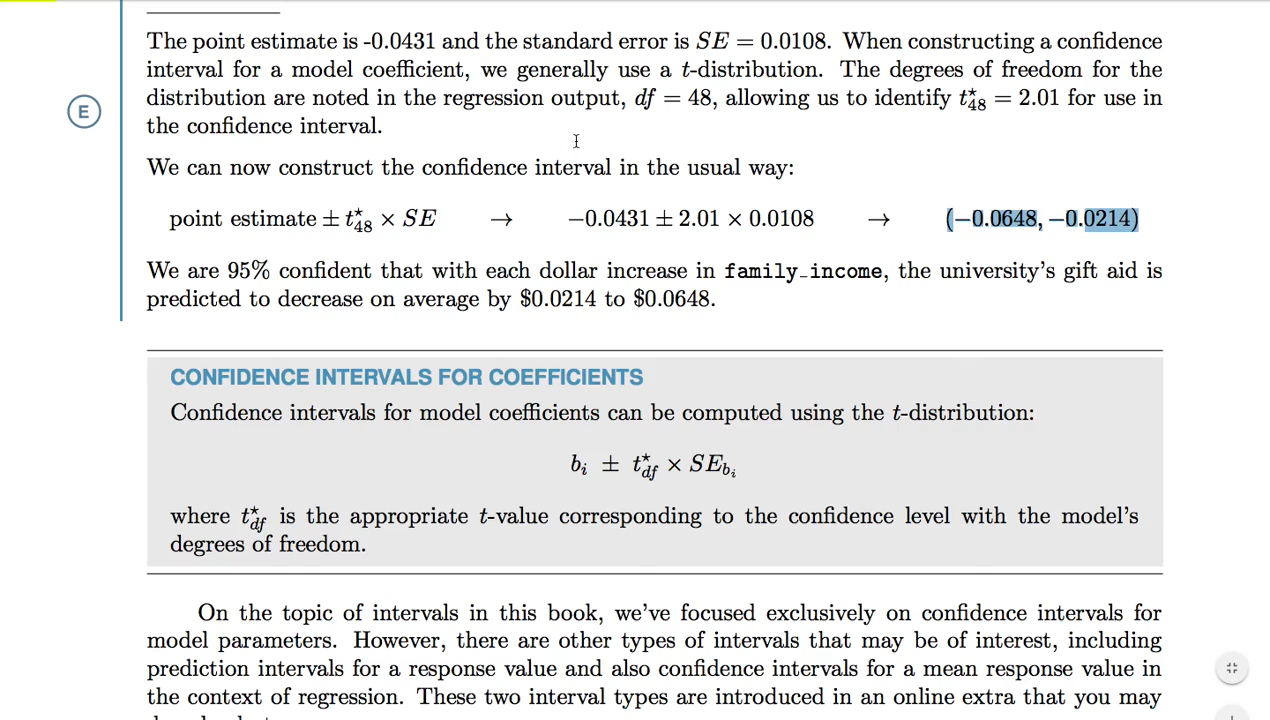 The point estimate is -0.0431 and the standard error is SE = 0.0108. When constructing a confidence
interval for a model coefficient, we generally use a t-distribution. The degrees of freedom for the
distribution are noted in the regression output, df = 48, allowing us to identify t⋆48 = 2.01 for use in
the confidence interval.
E
We can now construct the confidence interval in the usual way:
point estimate ± t⋆48 × SE → −0.0431 ± 2.01 × 0.0108 → (−0.0648, −0.0214)
We are 95% confident that with each dollar increase in family_income, the university's gift aid is
predicted to decrease on average by $0.0214 to $0.0648.
CONFIDENCE INTERVALS FOR COEFFICIENTS
Confidence intervals for model coefficients can be computed using the t-distribution:
bi ± t⋆df × SEbi
where t⋆df is the appropriate t-value corresponding to the confidence level with the model's
degrees of freedom.
On the topic of intervals in this book, we've focused exclusively on confidence intervals for
model parameters. However, there are other types of intervals that may be of interest, including
prediction intervals for a response value and also confidence intervals for a mean response value in
the context of regression. These two interval types are introduced in an online extra that you may